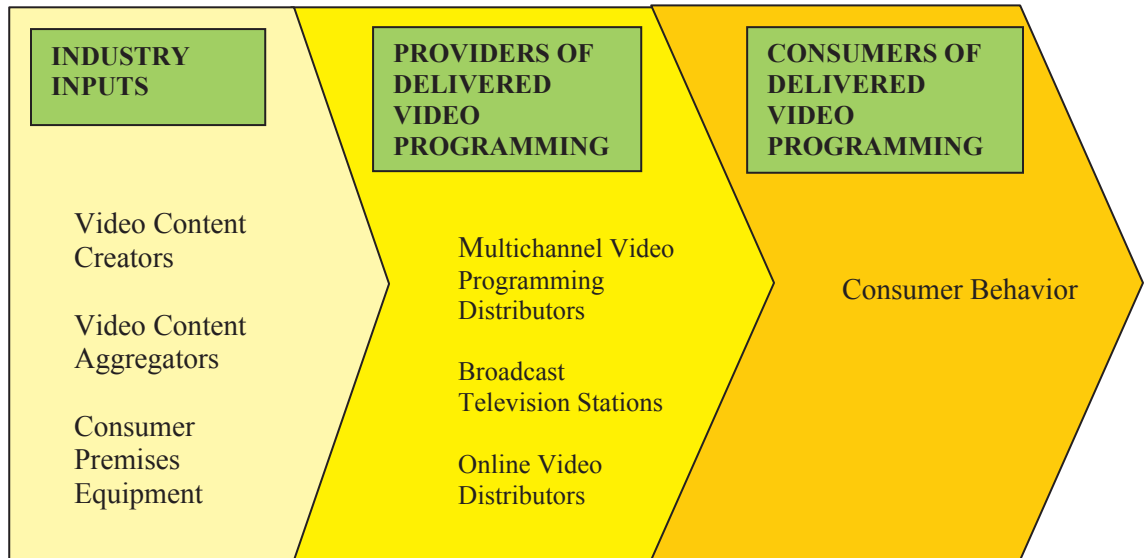 INDUSTRY
INPUTS
Video Content
Creators
Video Content
Aggregators
Consumer
Premises
Equipment
PROVIDERS OF
DELIVERED
VIDEO
PROGRAMMING
Multichannel Video
Programming
Distributors
Broadcast
Television Stations
Online Video
Distributors
CONSUMERS OF
DELIVERED
VIDEO
PROGRAMMING
Consumer Behavior